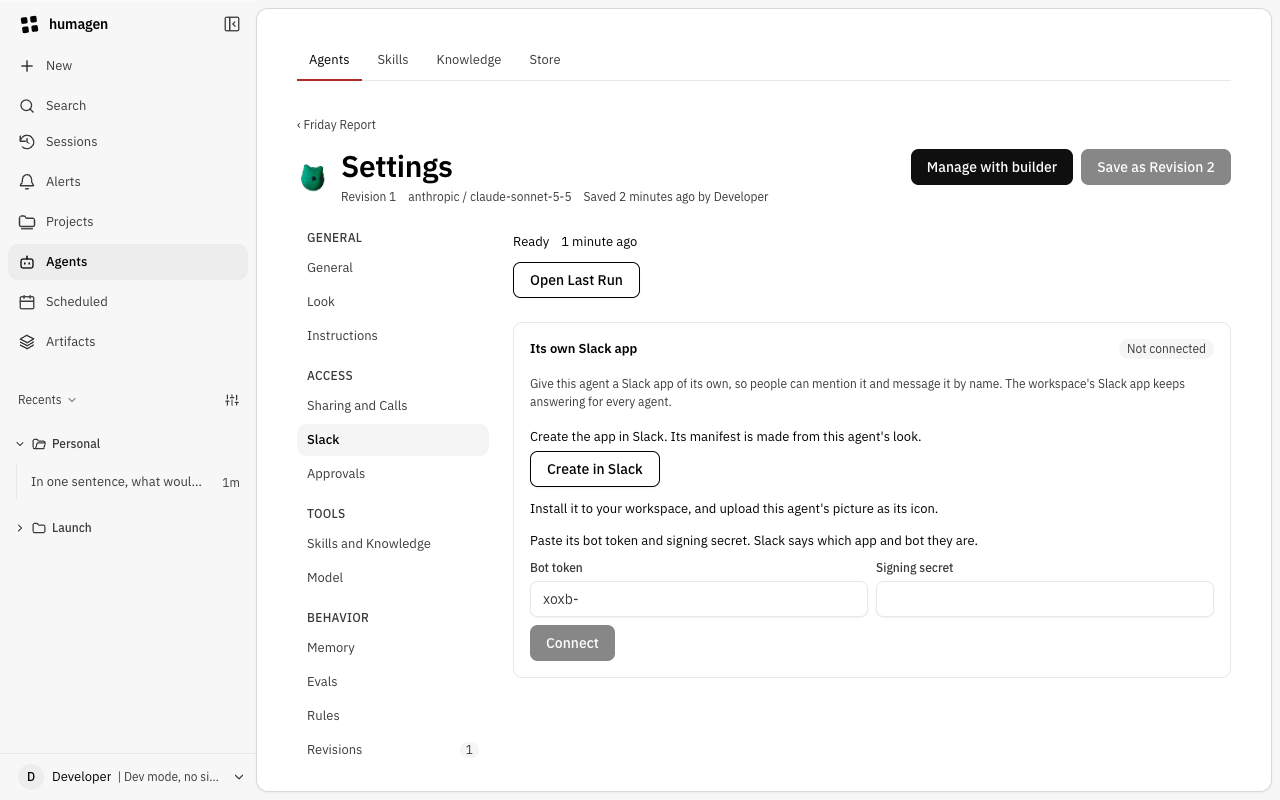 humagen
New
Search
Sessions
Alerts
Projects
Agents
Scheduled
Artifacts
Recents
Personal
In one sentence, what woul... 1m
Launch
D Developer | Dev mode, no si...
Agents Skills Knowledge Store
‹ Friday Report
Settings
Revision 1 anthropic / claude-sonnet-5-5 Saved 2 minutes ago by Developer
Manage with builder
Save as Revision 2
GENERAL
General
Look
Instructions
ACCESS
Sharing and Calls
Slack
Approvals
TOOLS
Skills and Knowledge
Model
BEHAVIOR
Memory
Evals
Rules
Revisions 1
Ready 1 minute ago
Open Last Run
Its own Slack app Not connected
Give this agent a Slack app of its own, so people can mention it and message it by name. The workspace's Slack app keeps
answering for every agent.
Create the app in Slack. Its manifest is made from this agent's look.
Create in Slack
Install it to your workspace, and upload this agent's picture as its icon.
Paste its bot token and signing secret. Slack says which app and bot they are.
Bot token Signing secret
xoxb-
Connect